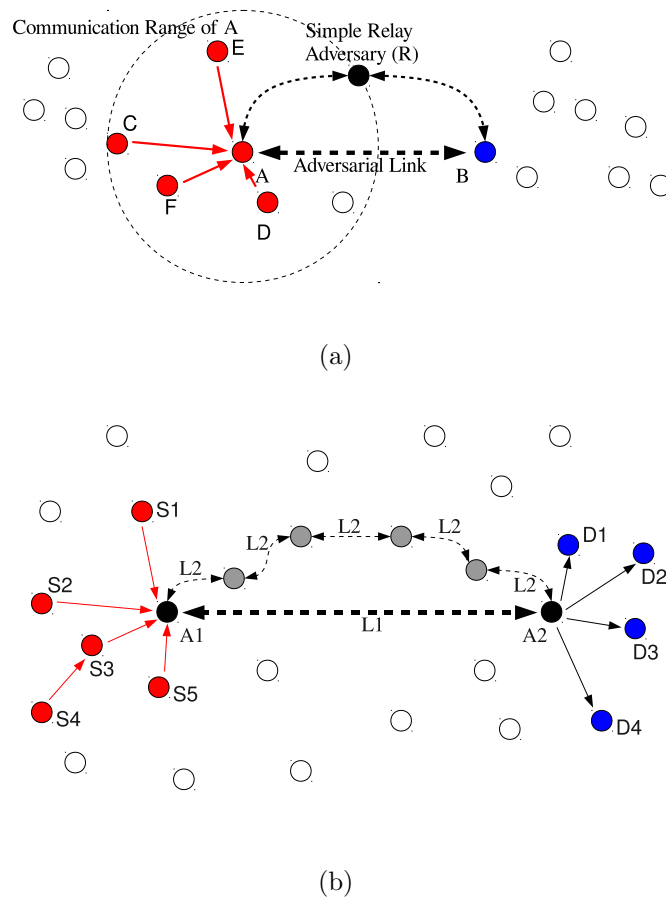 Communication Range of A
Simple Relay
Adversary (R)
E
C
A
Adversarial Link
B
F
D
(a)
S1
L2
L2
L2
L2
L2
D1
D2
S2
A1
L1
A2
D3
S3
S4
S5
D4
(b)